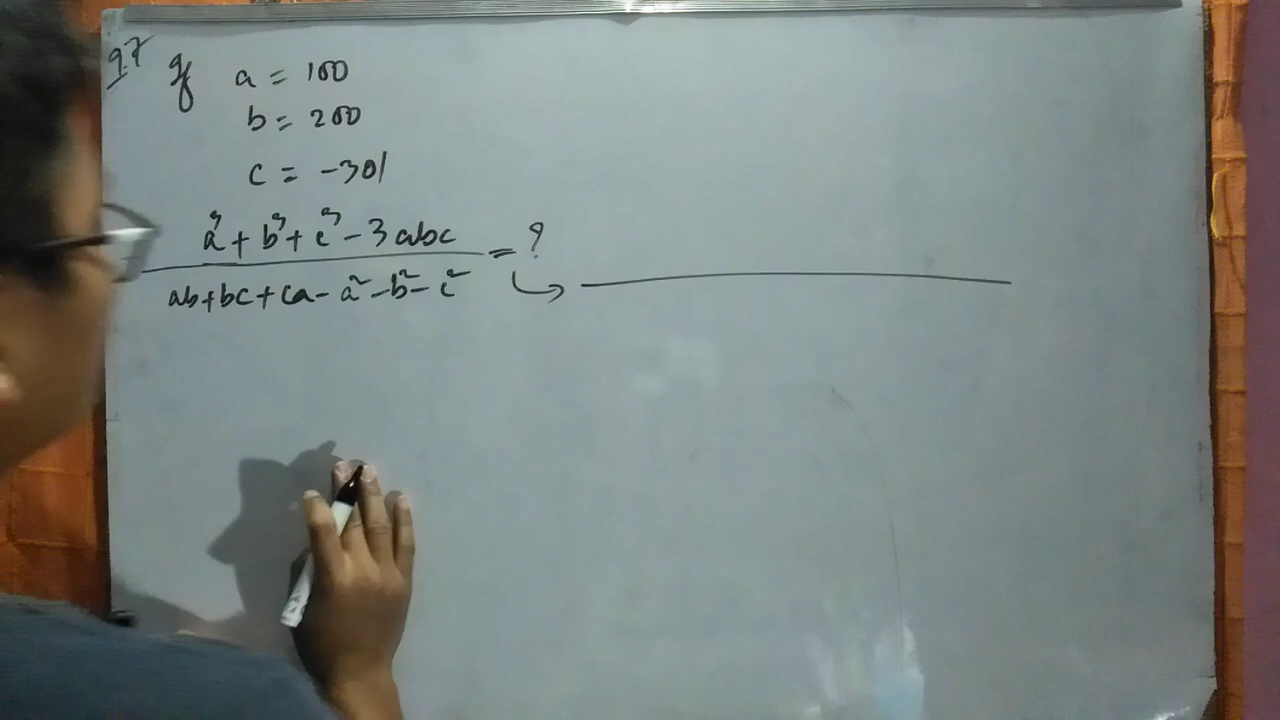 97 If a = 100
b = 200
c = -301
a³ + b³ + c³ - 3abc = ?
ab + bc + ca - a² - b² - c²